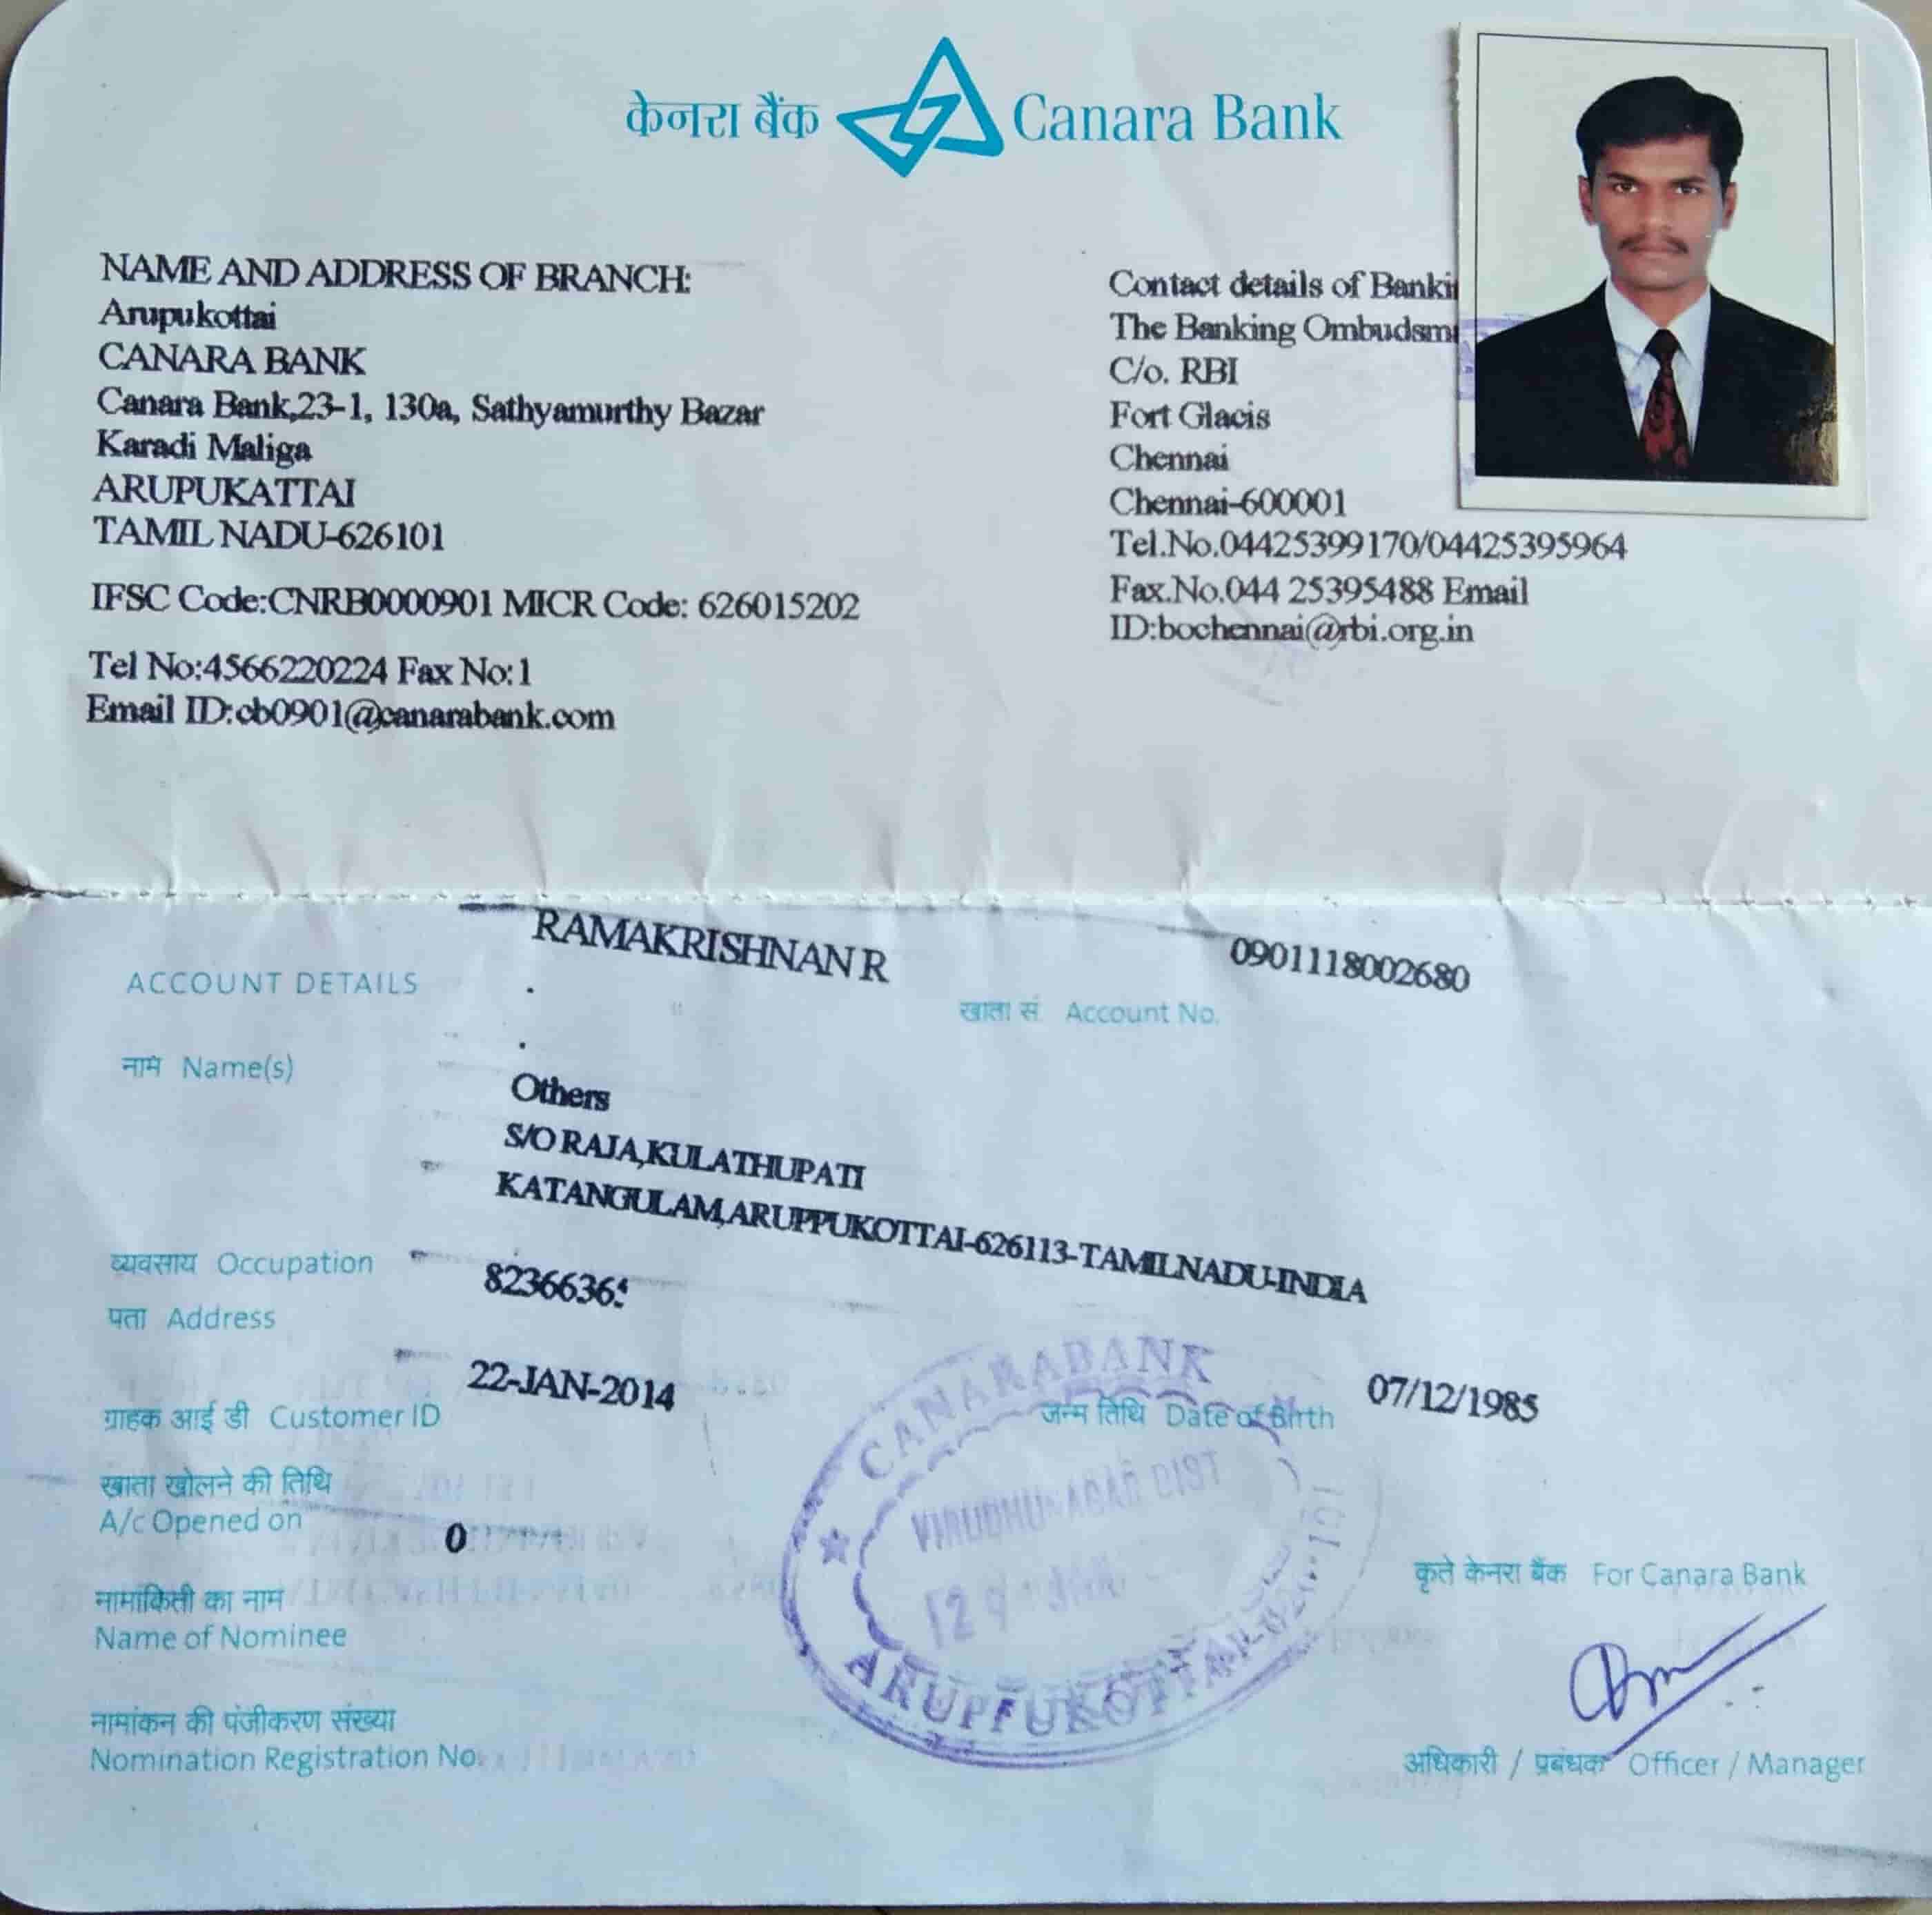 केनरा बैंक Canara Bank
NAME AND ADDRESS OF BRANCH:
Arupukottai
CANARA BANK
Canara Bank,23-1, 130a, Sathyamurthy Bazar
Karadi Maliga
ARUPUKATTAI
TAMIL NADU-626101
IFSC Code:CNRB0000901 MICR Code: 626015202
Tel No:4566220224 Fax No:1
Email ID:cb0901@canarabank.com
Contact details of Banki
The Banking Ombudsm
C/o. RBI
Fort Glacis
Chennai
Chennai-600001
Tel.No.04425399170/04425395964
Fax.No.044 25395488 Email
ID:bochennai@rbi.org.in
RAMAKRISHNAN R 0901118002680
ACCOUNT DETAILS
खाता सं Account No.
नाम Name(s)
Others
S/O RAJA,KULATHUPATI
KATANGULAM,ARUPPUKOTTAI-626113-TAMILNADU-INDIA
व्यवसाय Occupation
8236636
पता Address
22-JAN-2014 07/12/1985
ग्राहक आई डी Customer ID जन्म तिथि Date of Birth
खाता खोलने की तिथि
A/c Opened on
0
नामांकिती का नाम
Name of Nominee
नामांकन की पंजीकरण संख्या
Nomination Registration No.
CANARA BANK
VIRUDHUNAGAR DIST
ARUPPUKOTTAI
कृते केनरा बैंक For Canara Bank
अधिकारी / प्रबंधक Officer / Manager